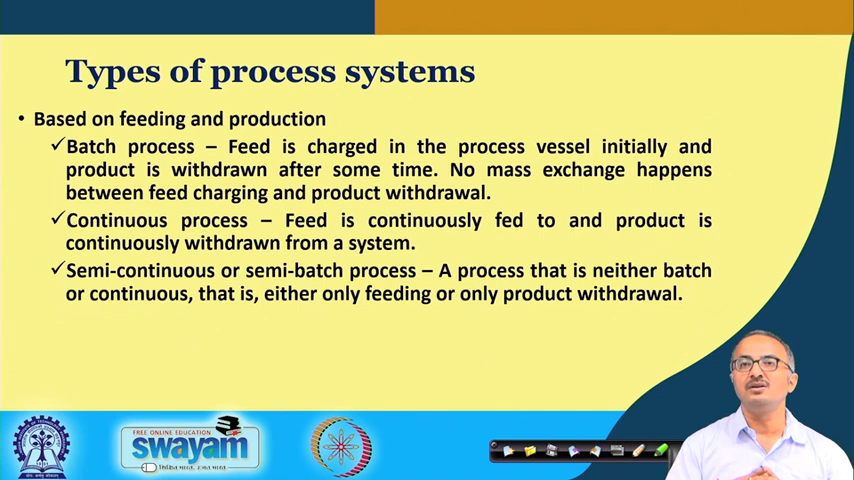 Types of process systems
• Based on feeding and production
✓Batch process – Feed is charged in the process vessel initially and
product is withdrawn after some time. No mass exchange happens
between feed charging and product withdrawal.
✓Continuous process – Feed is continuously fed to and product is
continuously withdrawn from a system.
✓Semi-continuous or semi-batch process – A process that is neither batch
or continuous, that is, either only feeding or only product withdrawal.
FREE ONLINE EDUCATION
swayam